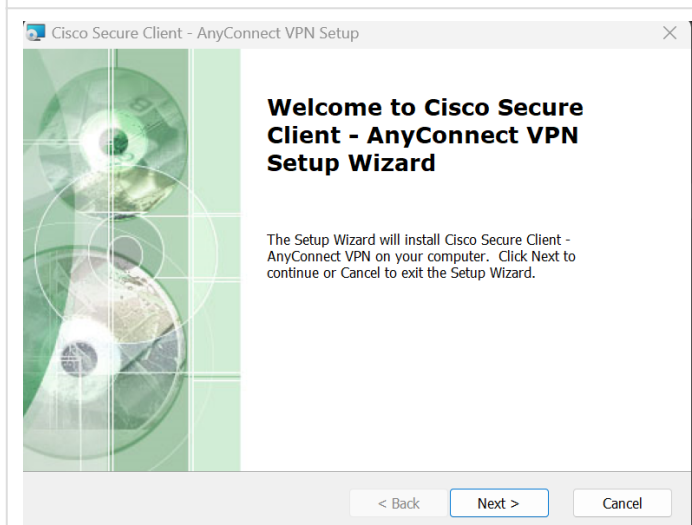 Cisco Secure Client - AnyConnect VPN Setup
Welcome to Cisco Secure
Client - AnyConnect VPN
Setup Wizard
The Setup Wizard will install Cisco Secure Client -
AnyConnect VPN on your computer.  Click Next to
continue or Cancel to exit the Setup Wizard.
< Back
Next >
Cancel